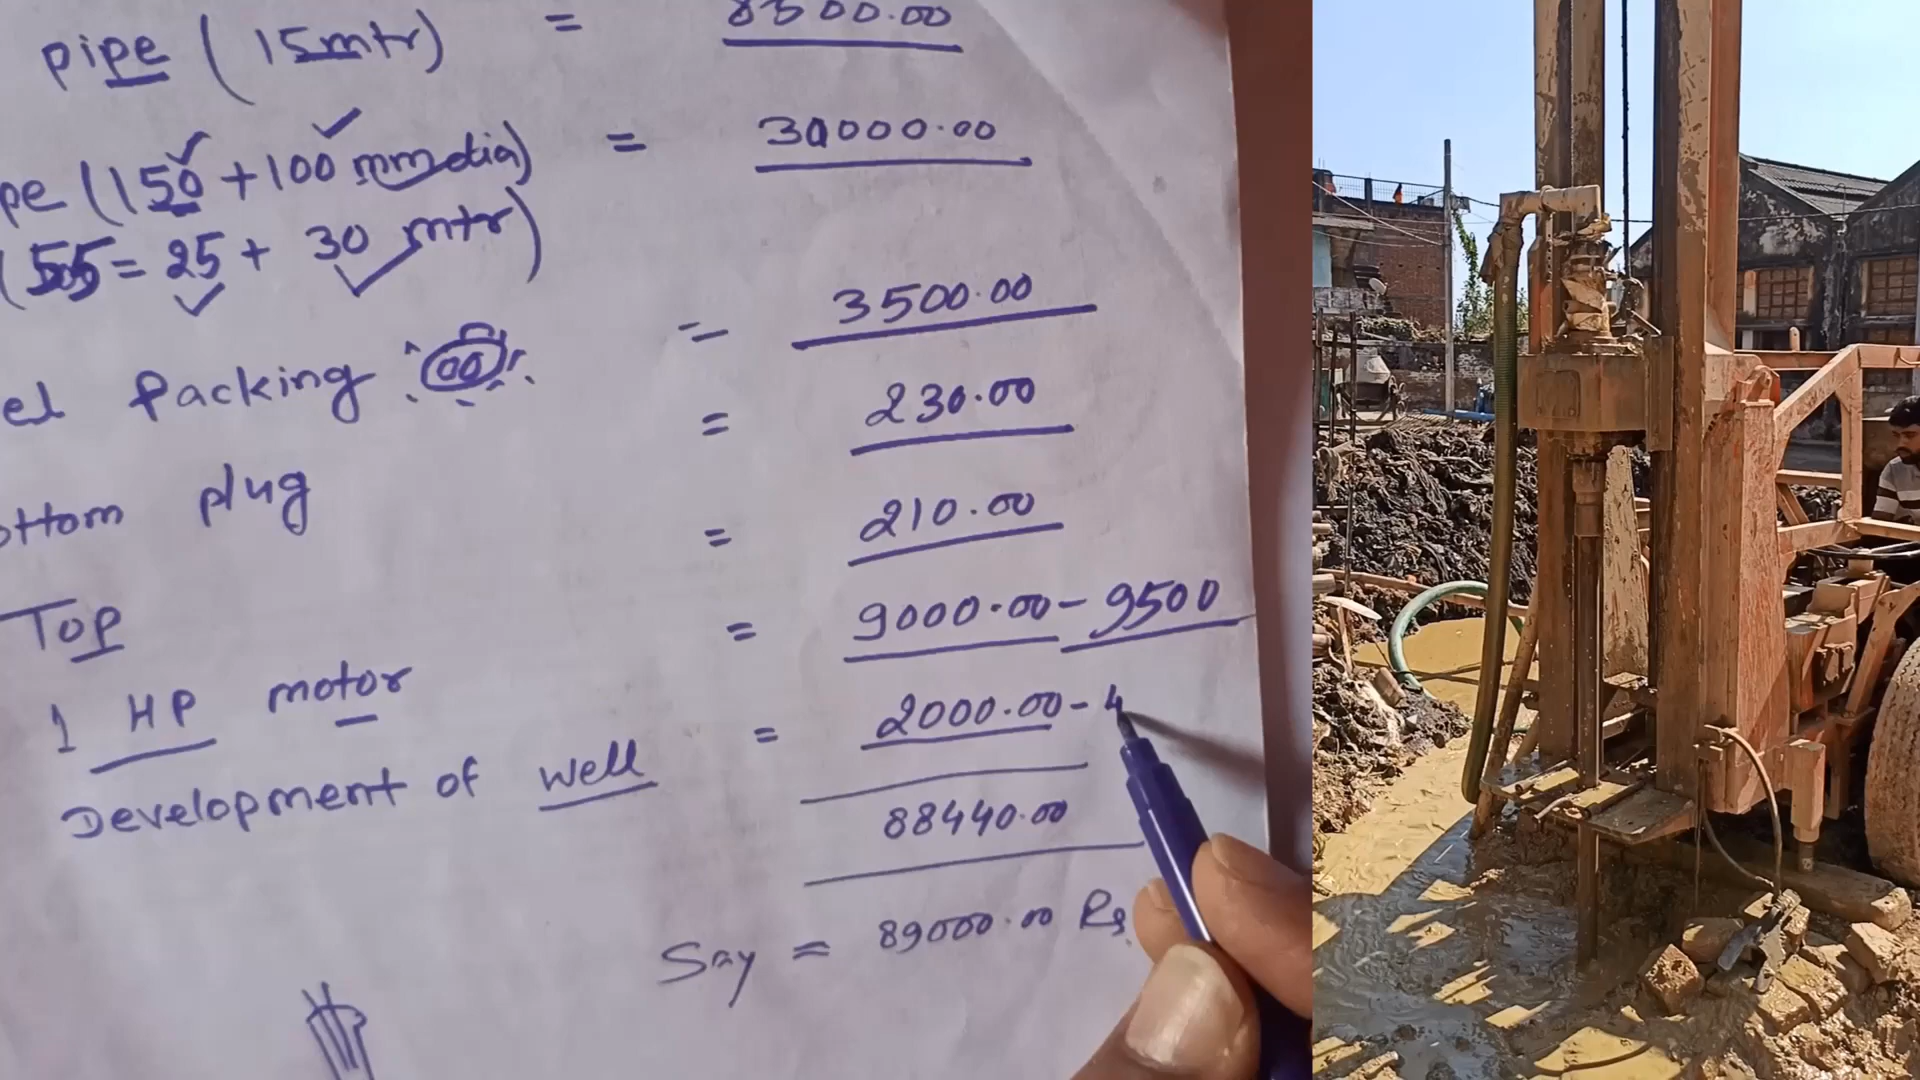 pipe (15mtr) = 8500.00
pe (150 + 100 mm dia) = 30000.00
(55 = 25 + 30 mtr)
el Packing = 3500.00
ottom plug = 230.00
Top = 210.00
1 HP motor = 9000.00 - 9500
Development of well = 2000.00 - 4
88440.00
Say = 89000.00 Rs.